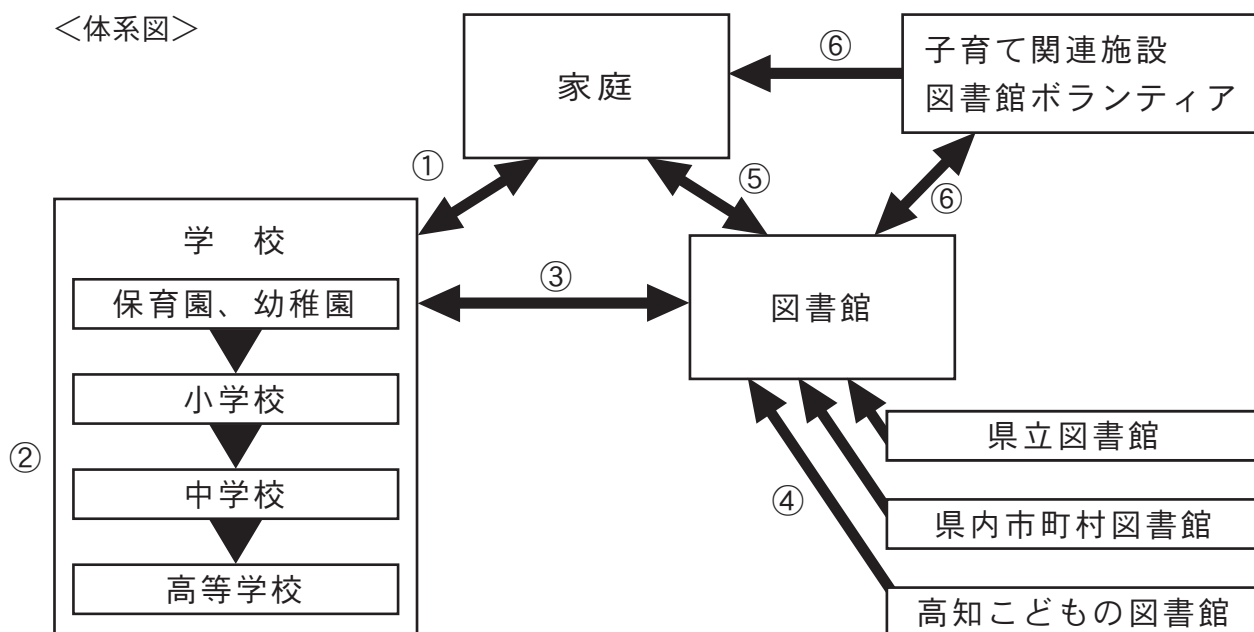 ＜体系図＞
家庭
⑥
子育て関連施設
図書館ボランティア
①
⑤
⑥
学　校
保育園、幼稚園
小学校
中学校
高等学校
②
③
図書館
④
県立図書館
県内市町村図書館
高知こどもの図書館